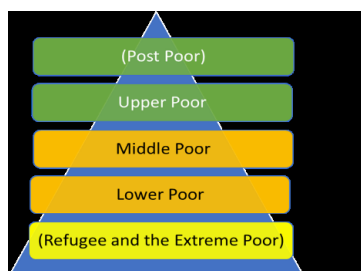 (Post Poor)
Upper Poor
Middle Poor
Lower Poor
(Refugee and the Extreme Poor)